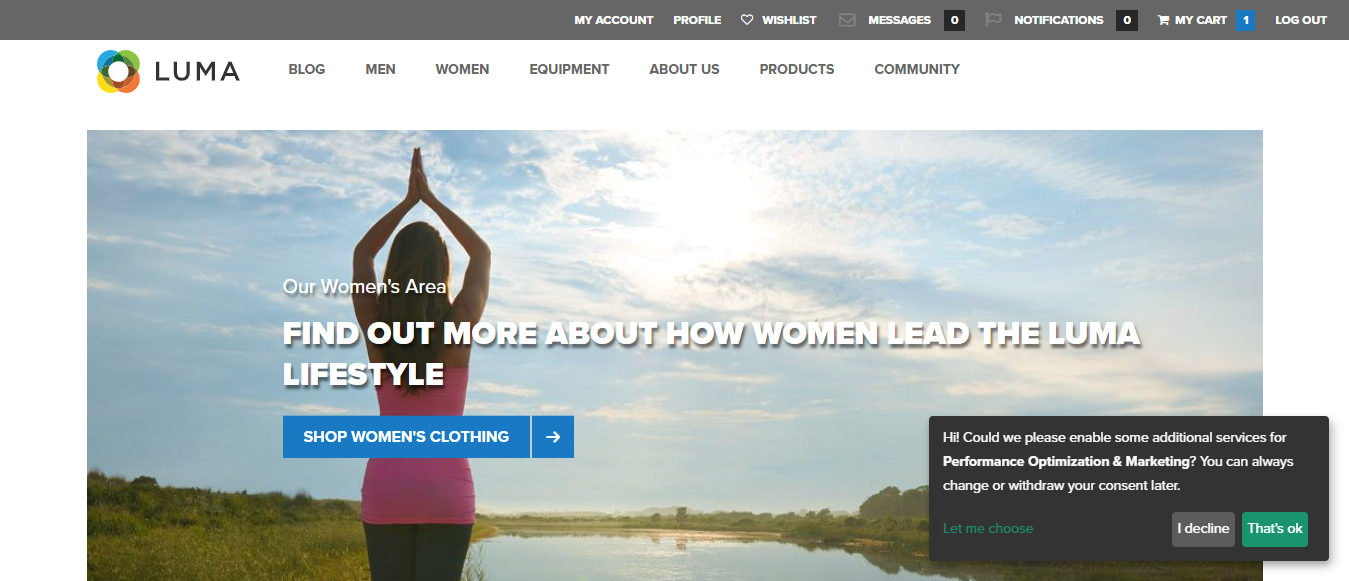 MY ACCOUNT PROFILE WISHLIST MESSAGES 0 NOTIFICATIONS 0 MY CART 1 LOG OUT
LUMA BLOG MEN WOMEN EQUIPMENT ABOUT US PRODUCTS COMMUNITY
Our Women's Area
FIND OUT MORE ABOUT HOW WOMEN LEAD THE LUMA
LIFESTYLE
SHOP WOMEN'S CLOTHING
Hi! Could we please enable some additional services for
Performance Optimization & Marketing? You can always
change or withdraw your consent later.
Let me choose I decline That's ok